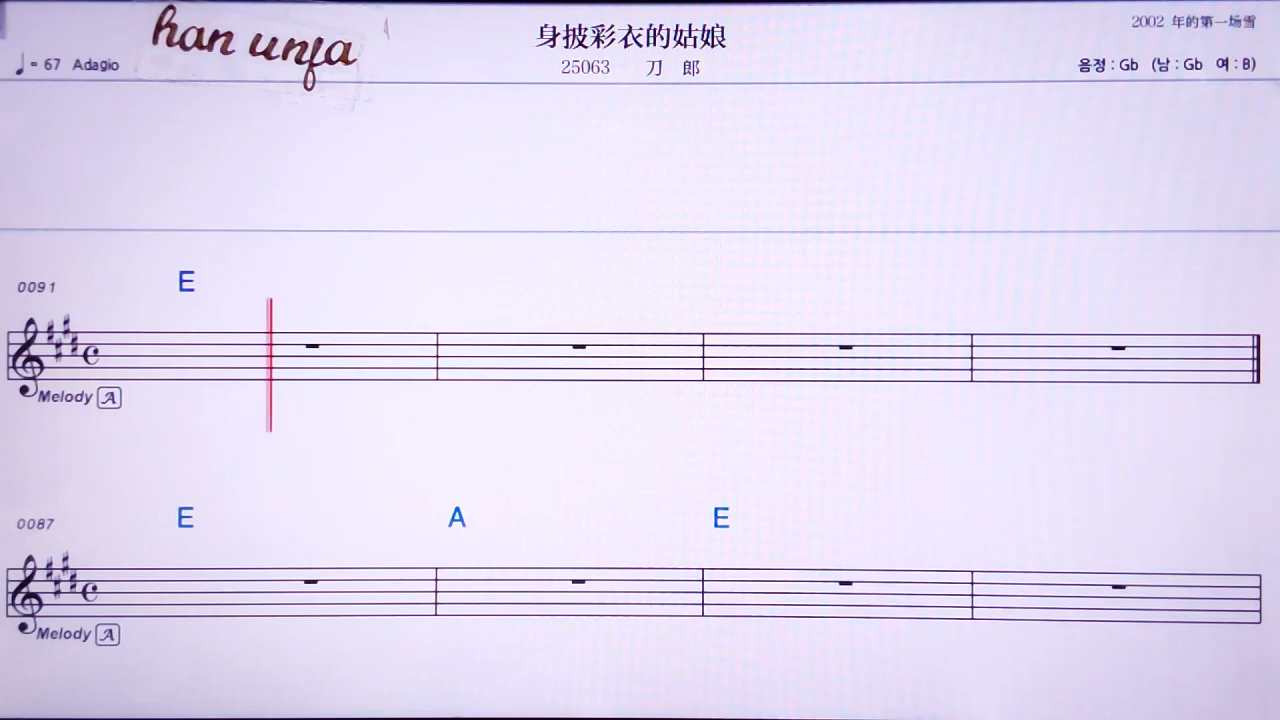 han unfa
身披彩衣的姑娘
2002 年的第一场雪
♩= 67 Adagio
25063 刀 郎
음정 : Gb (남 : Gb 여 : B)
0091
E
Melody A
0087
E A E
Melody A